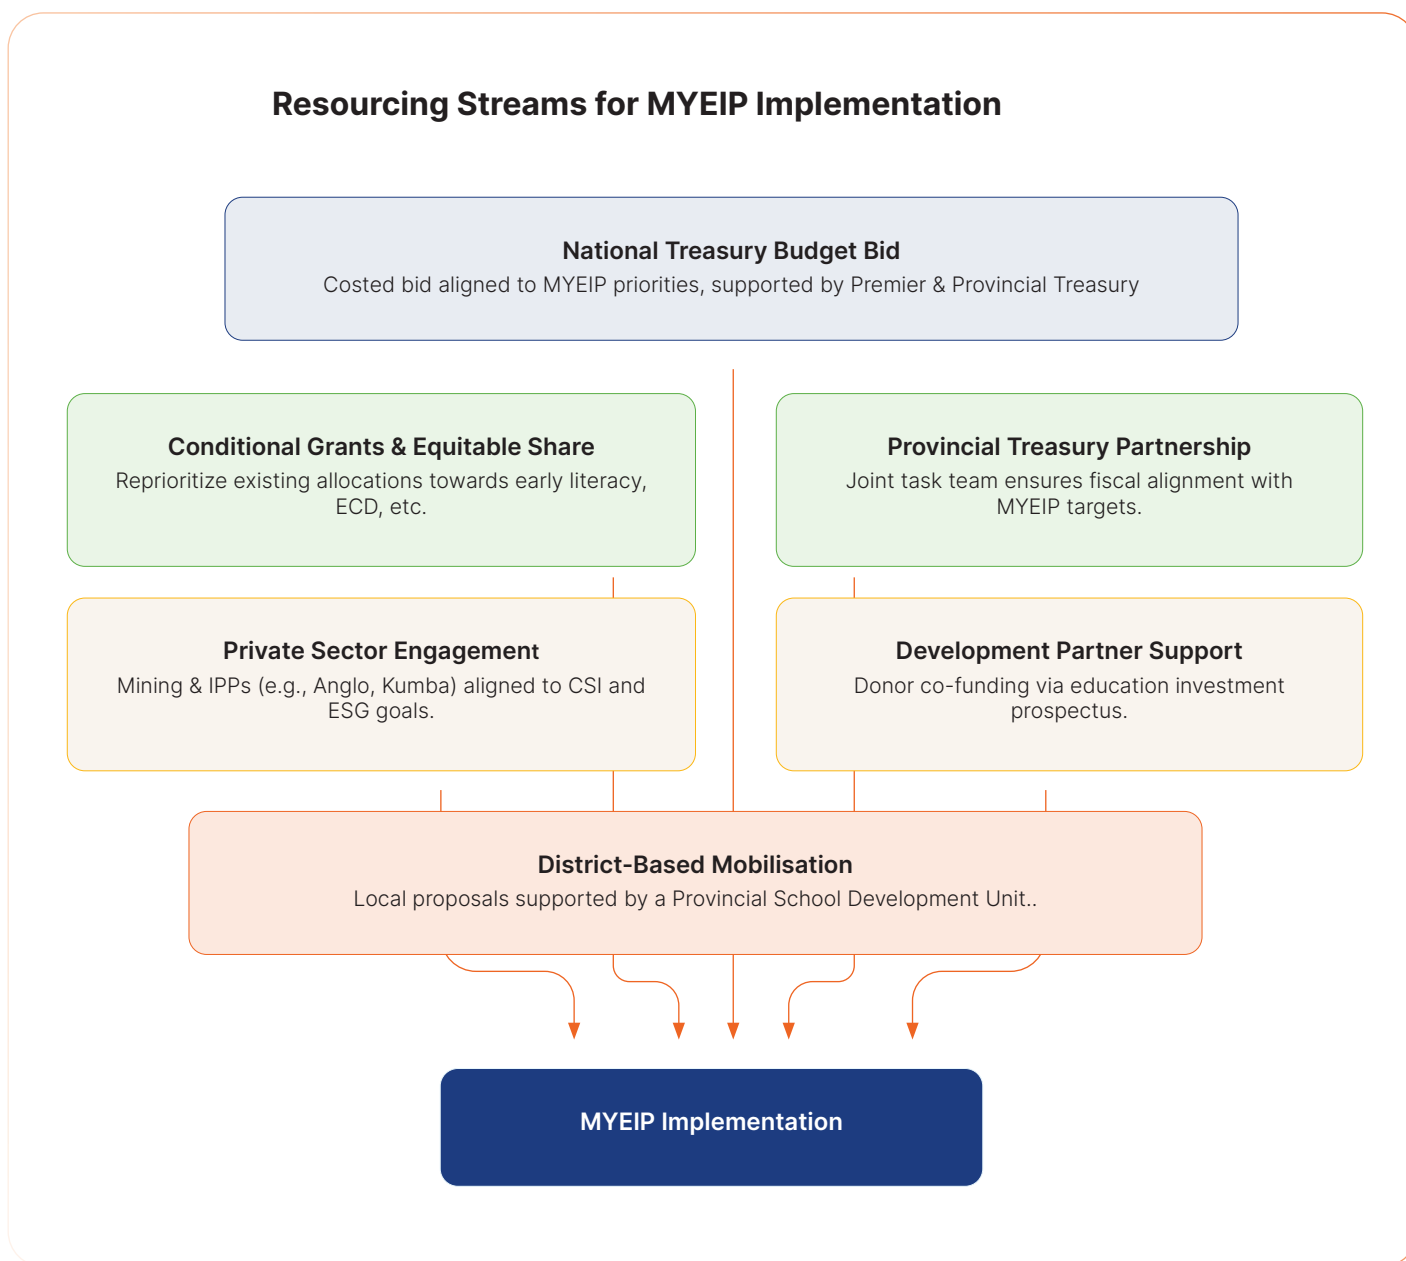 Resourcing Streams for MYEIP Implementation
National Treasury Budget Bid
Costed bid aligned to MYEIP priorities, supported by Premier & Provincial Treasury
Conditional Grants & Equitable Share
Reprioritize existing allocations towards early literacy,
ECD, etc.
Provincial Treasury Partnership
Joint task team ensures fiscal alignment with
MYEIP targets.
Private Sector Engagement
Mining & IPPs (e.g., Anglo, Kumba) aligned to CSI and
ESG goals.
Development Partner Support
Donor co-funding via education investment
prospectus.
District-Based Mobilisation
Local proposals supported by a Provincial School Development Unit..
MYEIP Implementation